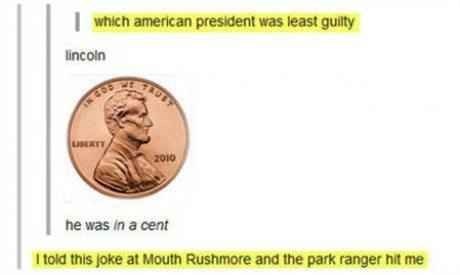 which american president was least guilty
lincoln
IN GOD WE TRUST
LIBERTY
2010
he was in a cent
I told this joke at Mouth Rushmore and the park ranger hit me